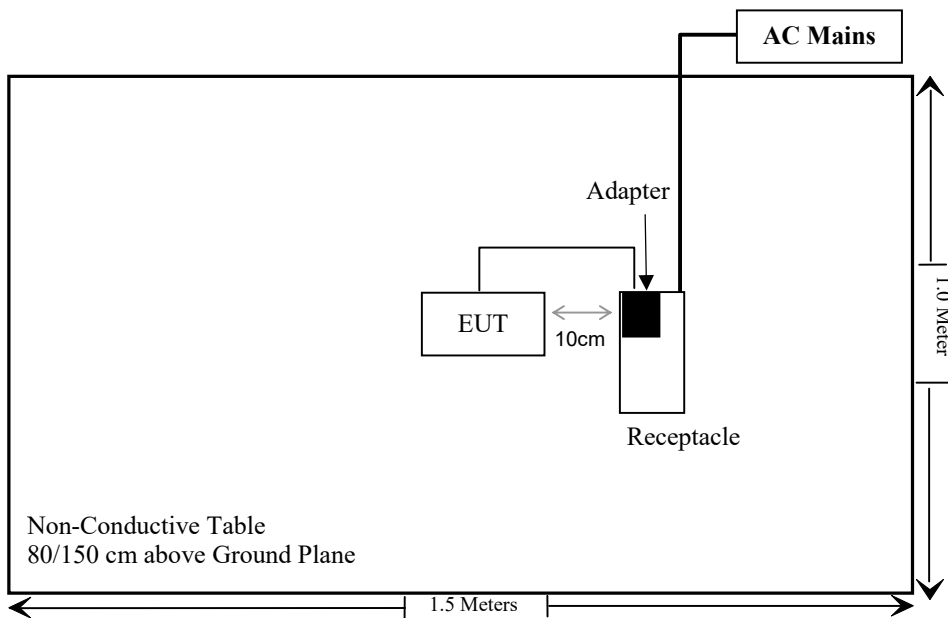 AC Mains
Adapter
EUT
10cm
1.0 Meter
Receptacle
Non-Conductive Table
80/150 cm above Ground Plane
1.5 Meters